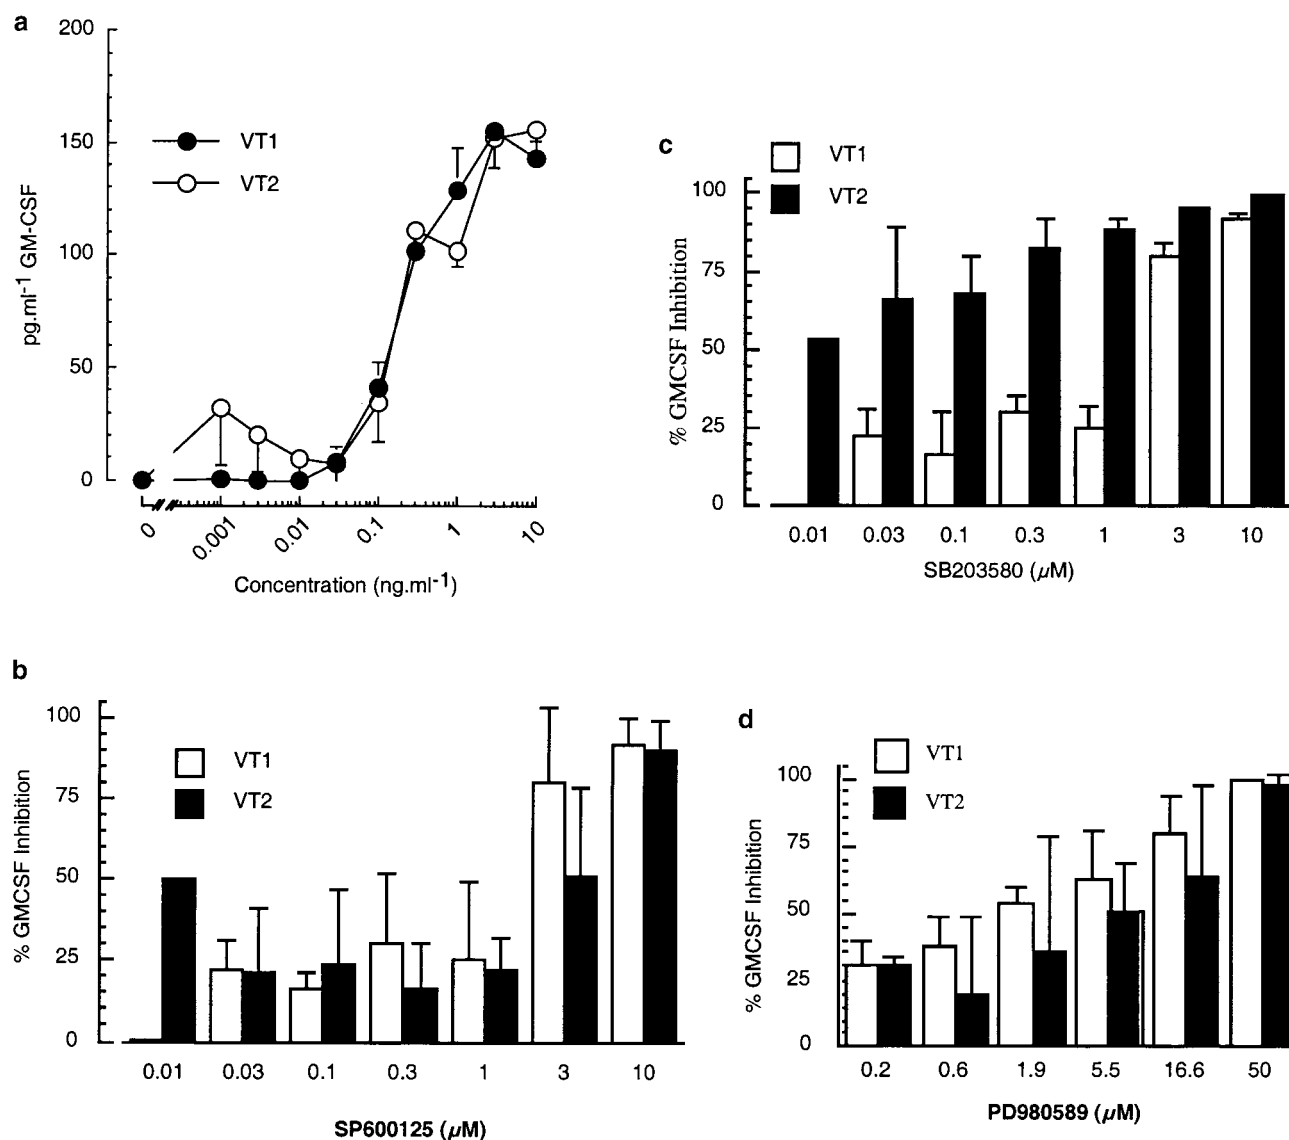 a
200
150
100
50
0
pg.ml-1 GM-CSF
VT1
VT2
0
0.001
0.01
0.1
1
10
Concentration (ng.ml-1)
c
VT1
VT2
100
75
50
25
0
% GMCSF Inhibition
0.01 0.03 0.1 0.3 1 3 10
SB203580 (µM)
b
100
75
50
25
0
% GMCSF Inhibition
VT1
VT2
0.01 0.03 0.1 0.3 1 3 10
SP600125 (µM)
d
VT1
VT2
100
75
50
25
0
% GMCSF Inhibition
0.2 0.6 1.9 5.5 16.6 50
PD980589 (µM)